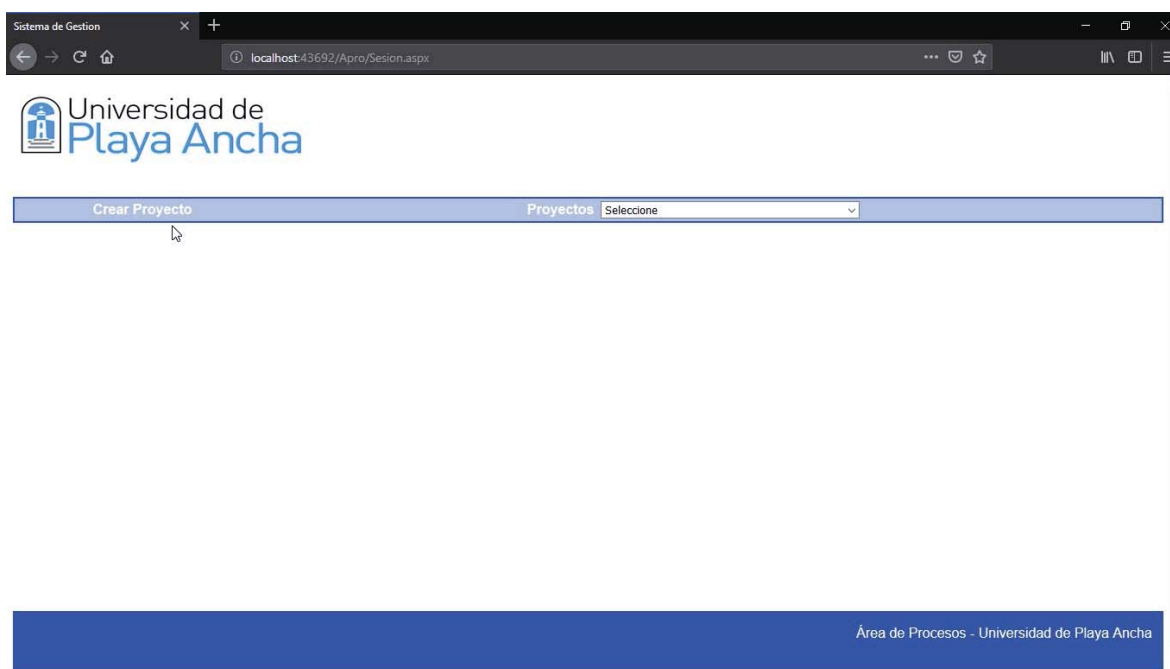 Sistema de Gestion
localhost:43692/Apro/Sesion.aspx
Universidad de
Playa Ancha
Crear Proyecto Proyectos Seleccione
Área de Procesos - Universidad de Playa Ancha